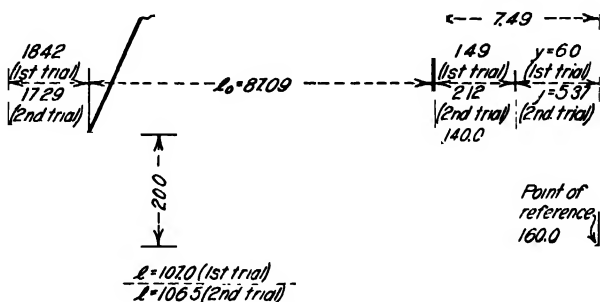 7.49
1842
(1st trial)
1729
(2nd trial)
ℓ₀=87.09
149
(1st trial)
212
(2nd trial)
140.0
y=6.0
(1st trial)
y=5.37
(2nd trial)
20.0
Point of
reference
160.0
ℓ=107.0 (1st trial)
ℓ=106.5 (2nd trial)